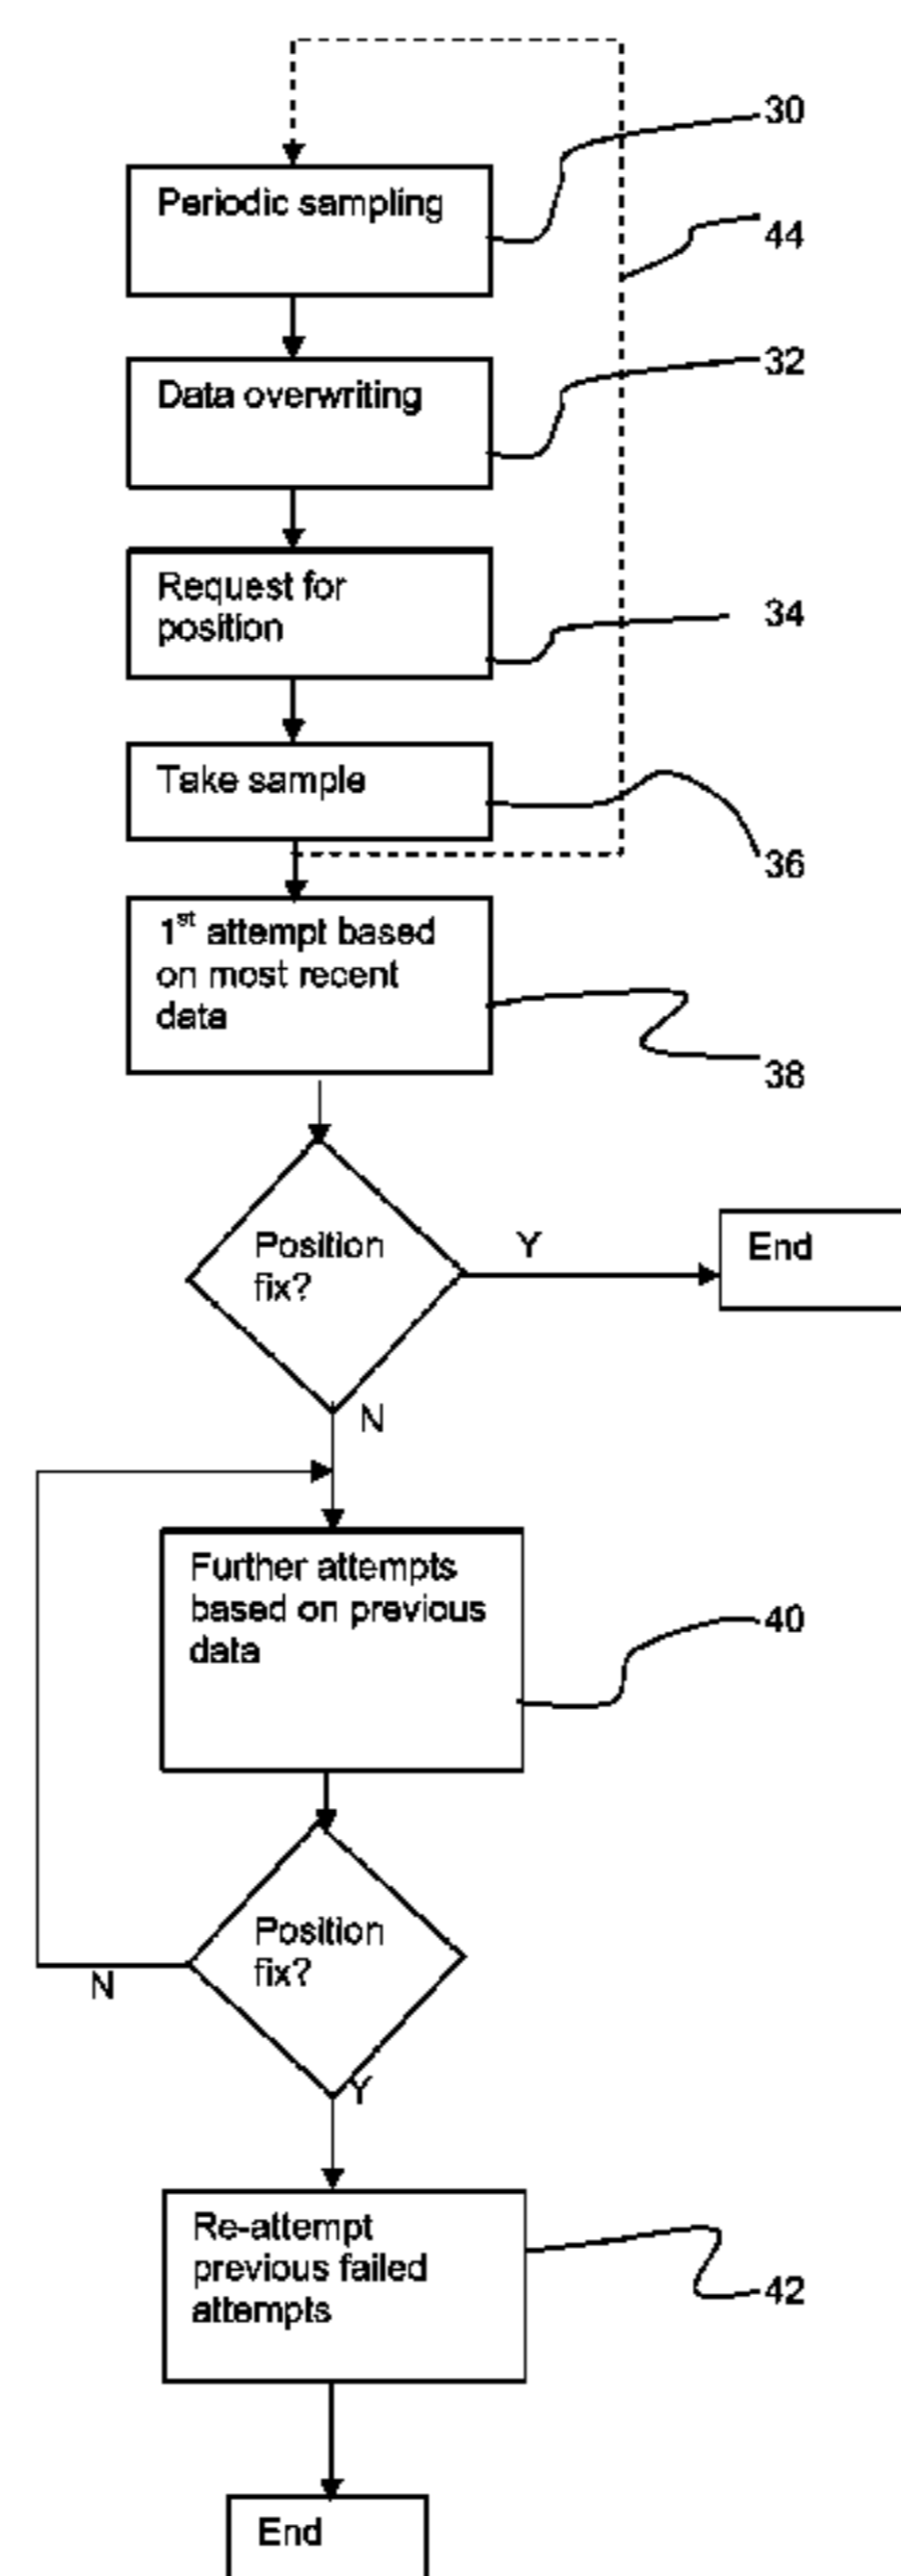 30
Periodic sampling
44
32
Data overwriting
Request for
position
34
Take sample
36
1st attempt based
on most recent
data
38
Position
fix?
Y
End
N
Further attempts
based on previous
data
40
Position
fix?
N
Y
Re-attempt
previous failed
attempts
42
End